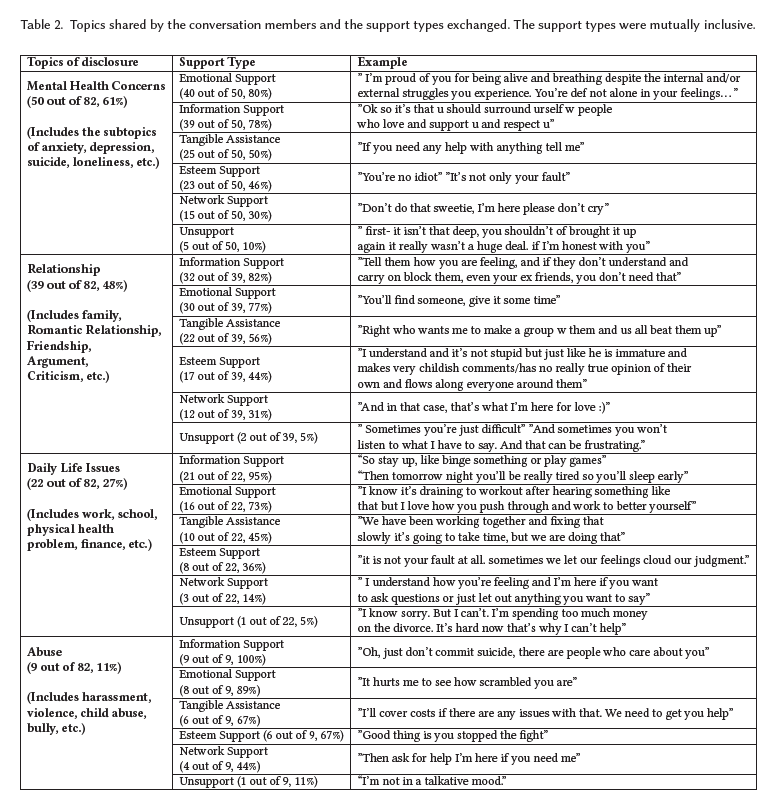 Table 2. Topics shared by the conversation members and the support types exchanged. The support types were mutually inclusive.
Topics of disclosure Support Type Example
Mental Health Concerns
(50 out of 82, 61%)
(Includes the subtopics
of anxiety, depression,
suicide, loneliness, etc.)
Emotional Support
(40 out of 50, 80%)
" I'm proud of you for being alive and breathing despite the internal and/or
external struggles you experience. You're def not alone in your feelings..."
Information Support
(39 out of 50, 78%)
"Ok so it's that u should surround urself w people
who love and support u and respect u"
Tangible Assistance
(25 out of 50, 50%)
"If you need any help with anything tell me"
Esteem Support
(23 out of 50, 46%)
"You're no idiot" "It's not only your fault"
Network Support
(15 out of 50, 30%)
"Don't do that sweetie, I'm here please don't cry"
Unsupport
(5 out of 50, 10%)
" first- it isn't that deep, you shouldn't of brought it up
again it really wasn't a huge deal. if I'm honest with you"
Relationship
(39 out of 82, 48%)
(Includes family,
Romantic Relationship,
Friendship,
Argument,
Criticism, etc.)
Information Support
(32 out of 39, 82%)
"Tell them how you are feeling, and if they don't understand and
carry on block them, even your ex friends, you don't need that"
Emotional Support
(30 out of 39, 77%)
"You'll find someone, give it some time"
Tangible Assistance
(22 out of 39, 56%)
"Right who wants me to make a group w them and us all beat them up"
Esteem Support
(17 out of 39, 44%)
"I understand and it's not stupid but just like he is immature and
makes very childish comments/has no really true opinion of their
own and flows along everyone around them"
Network Support
(12 out of 39, 31%)
"And in that case, that's what I'm here for love :)"
Unsupport (2 out of 39, 5%)
" Sometimes you're just difficult" "And sometimes you won't
listen to what I have to say. And that can be frustrating."
Daily Life Issues
(22 out of 82, 27%)
(Includes work, school,
physical health
problem, finance, etc.)
Information Support
(21 out of 22, 95%)
"So stay up, like binge something or play games"
"Then tomorrow night you'll be really tired so you'll sleep early"
Emotional Support
(16 out of 22, 73%)
"I know it's draining to workout after hearing something like
that but I love how you push through and work to better yourself"
Tangible Assistance
(10 out of 22, 45%)
"We have been working together and fixing that
slowly it's going to take time, but we are doing that"
Esteem Support
(8 out of 22, 36%)
"it is not your fault at all. sometimes we let our feelings cloud our judgment."
Network Support
(3 out of 22, 14%)
" I understand how you're feeling and I'm here if you want
to ask questions or just let out anything you want to say"
Unsupport (1 out of 22, 5%)
"I know sorry. But I can't. I'm spending too much money
on the divorce. It's hard now that's why I can't help"
Abuse
(9 out of 82, 11%)
(Includes harassment,
violence, child abuse,
bully, etc.)
Information Support
(9 out of 9, 100%)
"Oh, just don't commit suicide, there are people who care about you"
Emotional Support
(8 out of 9, 89%)
"It hurts me to see how scrambled you are"
Tangible Assistance
(6 out of 9, 67%)
"I'll cover costs if there are any issues with that. We need to get you help"
Esteem Support (6 out of 9, 67%)
"Good thing is you stopped the fight"
Network Support
(4 out of 9, 44%)
"Then ask for help I'm here if you need me"
Unsupport (1 out of 9, 11%)
"I'm not in a talkative mood."